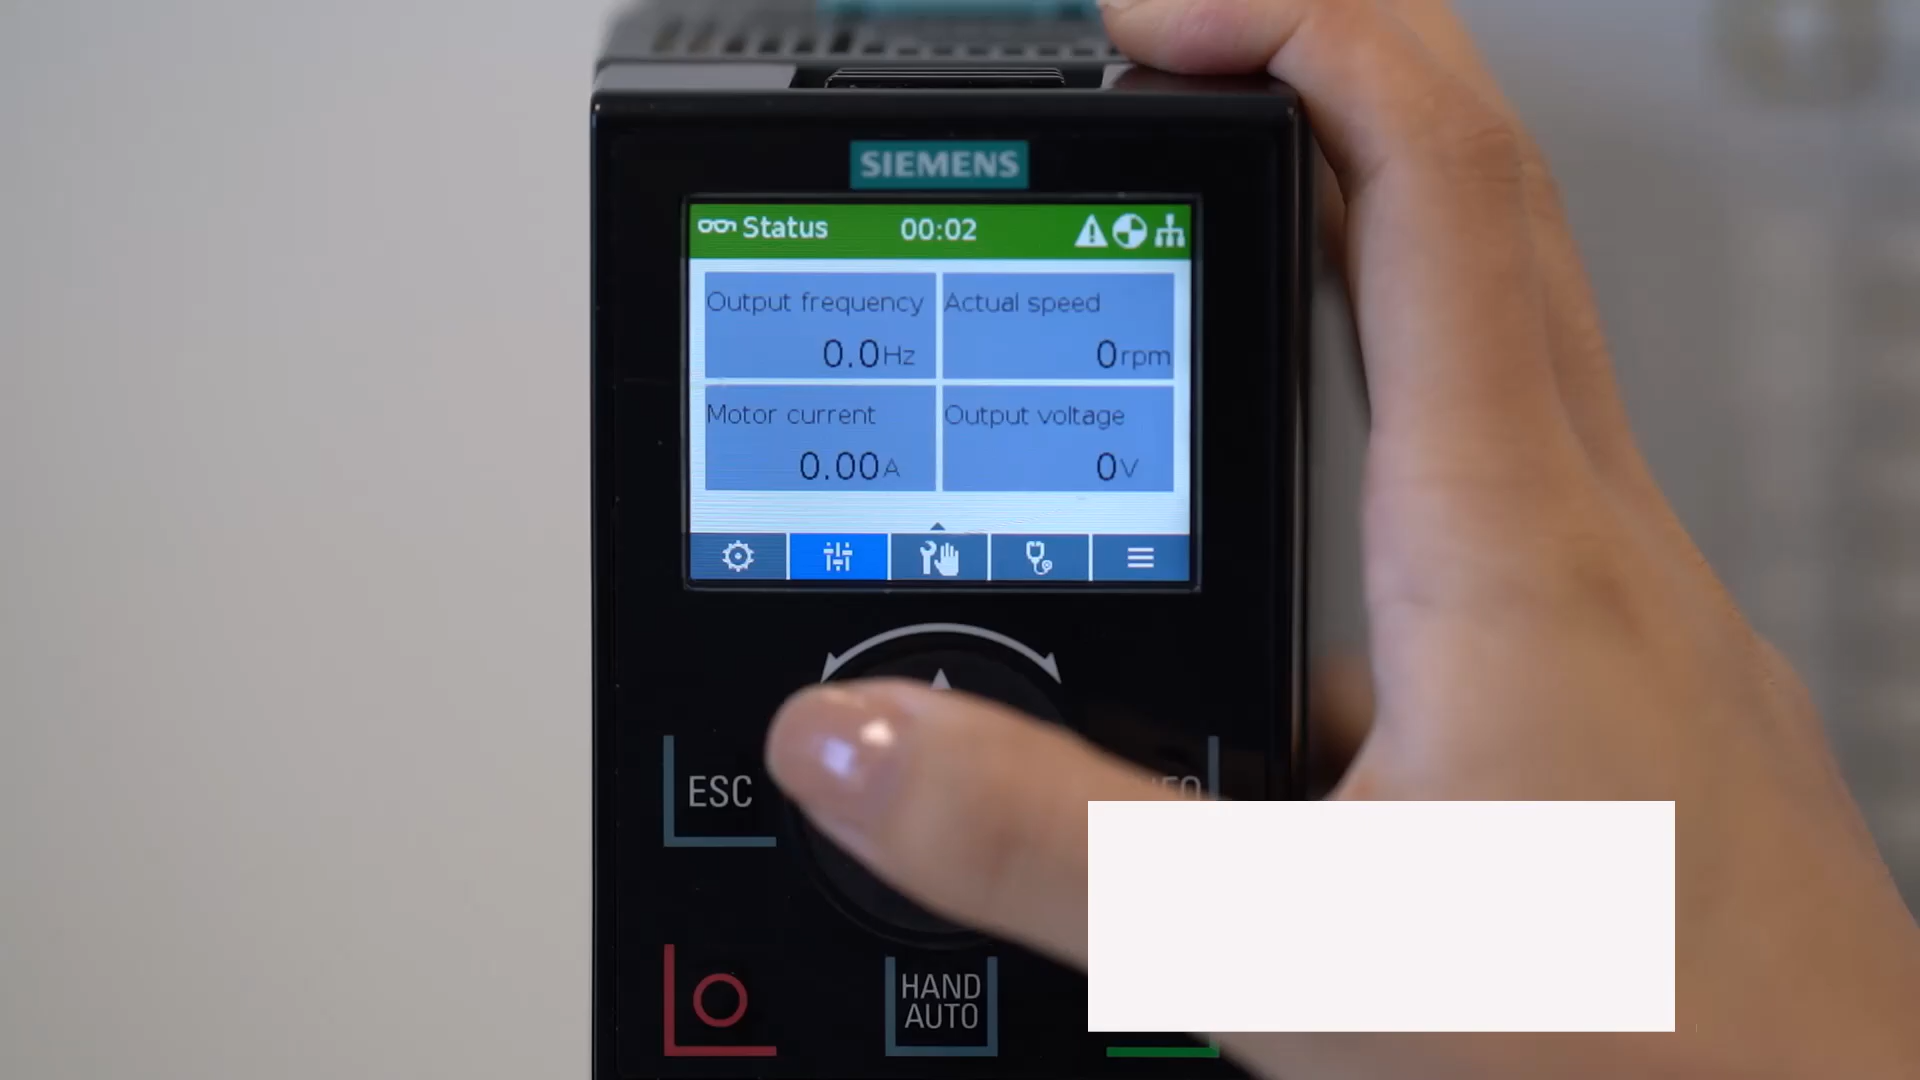 SIEMENS
Status 00:02
Output frequency
0.0Hz
Actual speed
0rpm
Motor current
0.00A
Output voltage
0V
ESC
HAND
AUTO